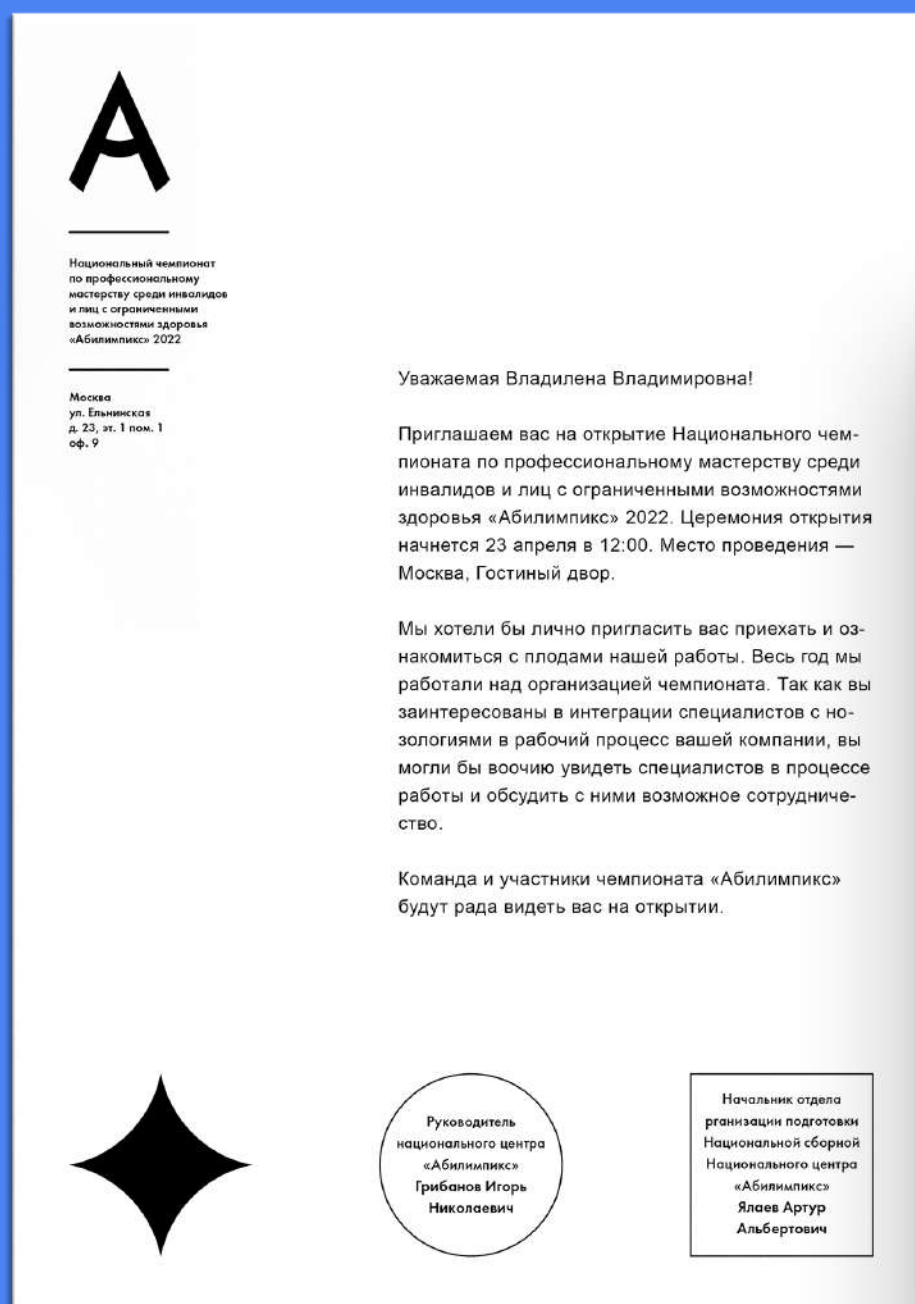 А
Национальный чемпионат
по профессиональному
мастерству среди инвалидов
и лиц с ограниченными
возможностями здоровья
«Абилимпикс» 2022
Москва
ул. Ельнинская
д. 23, эт. 1 пом. 1
оф. 9
Уважаемая Владилена Владимировна!
Приглашаем вас на открытие Национального чем-
пионата по профессиональному мастерству среди
инвалидов и лиц с ограниченными возможностями
здоровья «Абилимпикс» 2022. Церемония открытия
начнется 23 апреля в 12:00. Место проведения —
Москва, Гостиный двор.
Мы хотели бы лично пригласить вас приехать и оз-
накомиться с плодами нашей работы. Весь год мы
работали над организацией чемпионата. Так как вы
заинтересованы в интеграции специалистов с но-
зологиями в рабочий процесс вашей компании, вы
могли бы воочию увидеть специалистов в процессе
работы и обсудить с ними возможное сотрудниче-
ство.
Команда и участники чемпионата «Абилимпикс»
будут рада видеть вас на открытии.
Руководитель
национального центра
«Абилимпикс»
Грибанов Игорь
Николаевич
Начальник отдела
рганизации подготовки
Национальной сборной
Национального центра
«Абилимпикс»
Ялаев Артур
Альбертович